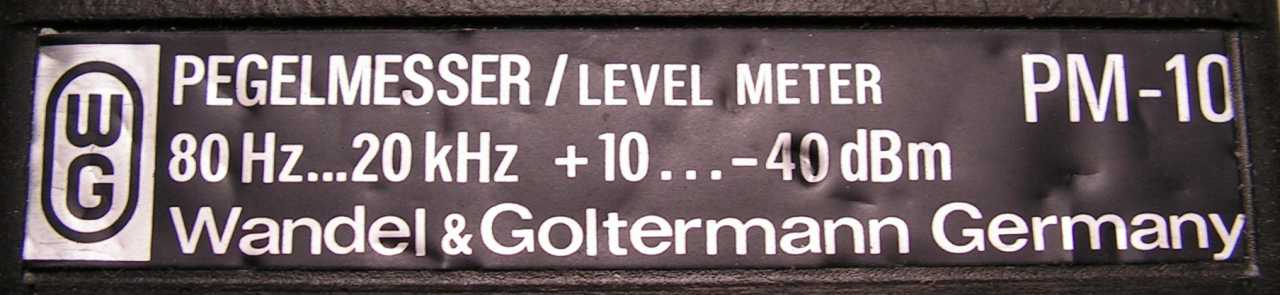 WG
PEGELMESSER / LEVEL METER PM-10
80 Hz...20 kHz +10...-40 dBm
Wandel & Goltermann Germany